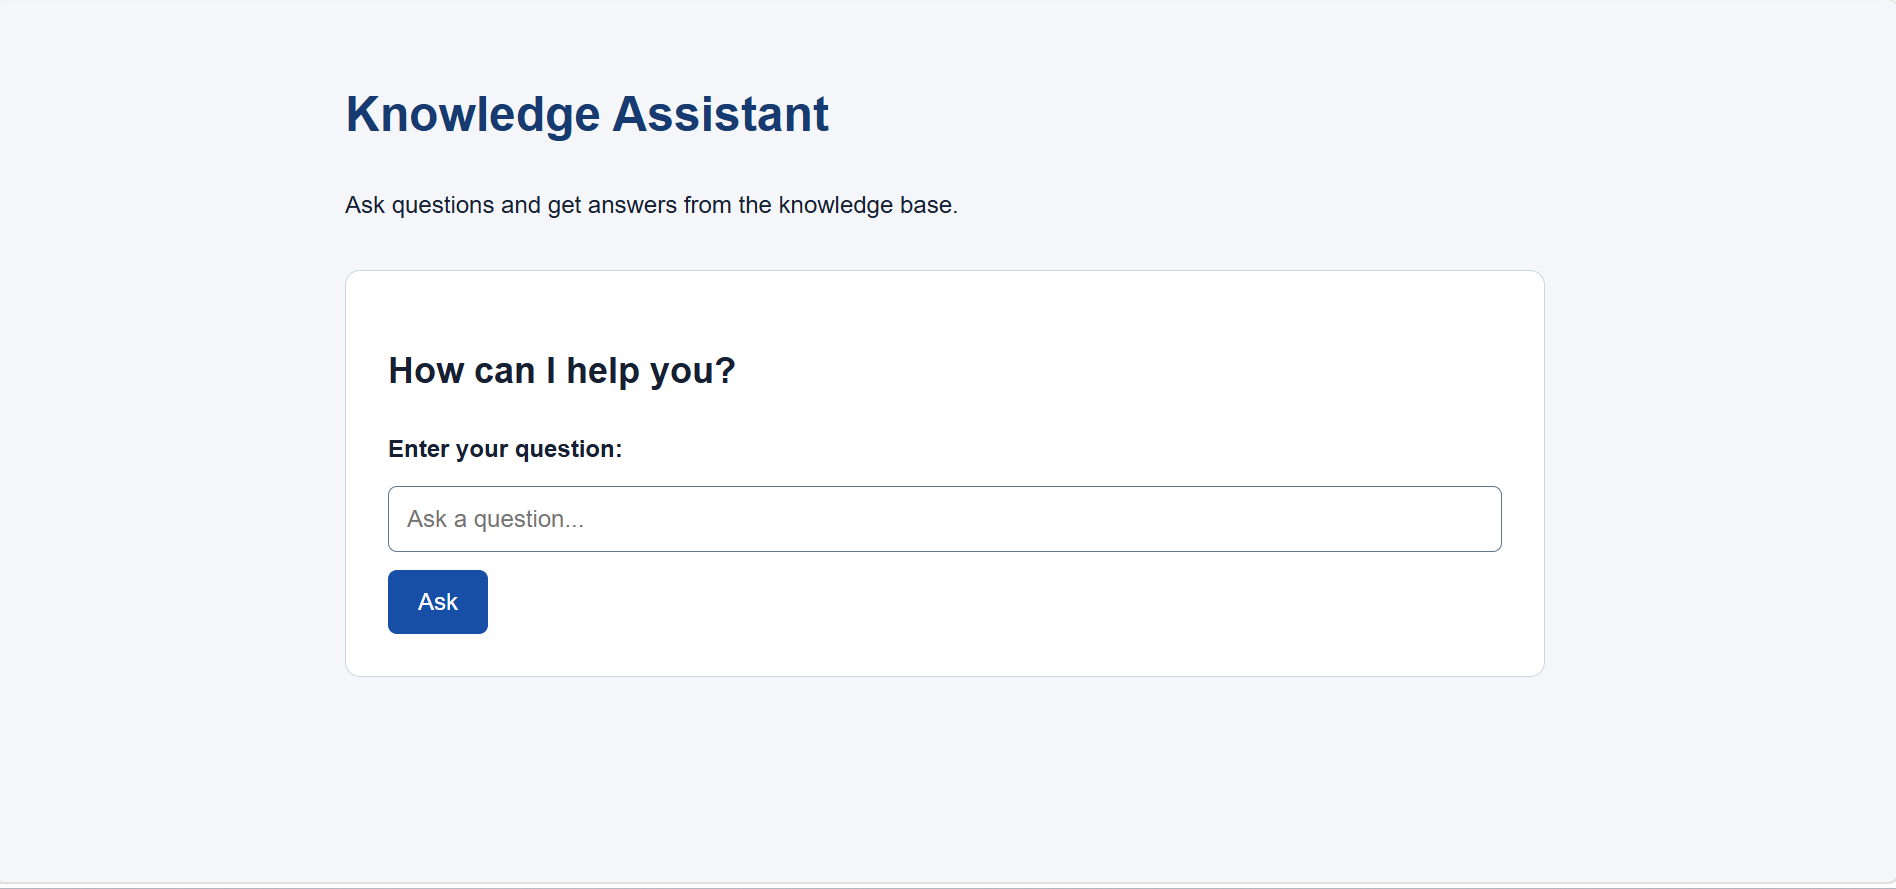 Knowledge Assistant
Ask questions and get answers from the knowledge base.
How can I help you?
Enter your question:
Ask a question...
Ask